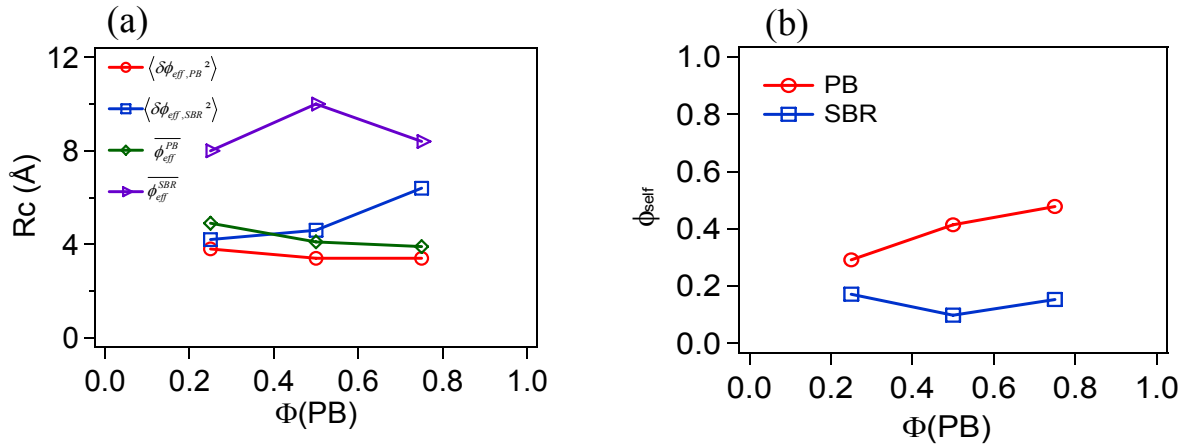 (a)
12
8
4
0
Rc (Å)
⟨δϕeff,PB²⟩
⟨δϕeff,SBR²⟩
ϕ̅effPB
ϕ̅effSBR
0.0 0.2 0.4 0.6 0.8 1.0
Φ(PB)
(b)
1.0
0.8
0.6
0.4
0.2
0.0
ϕself
PB
SBR
0.0 0.2 0.4 0.6 0.8 1.0
Φ(PB)